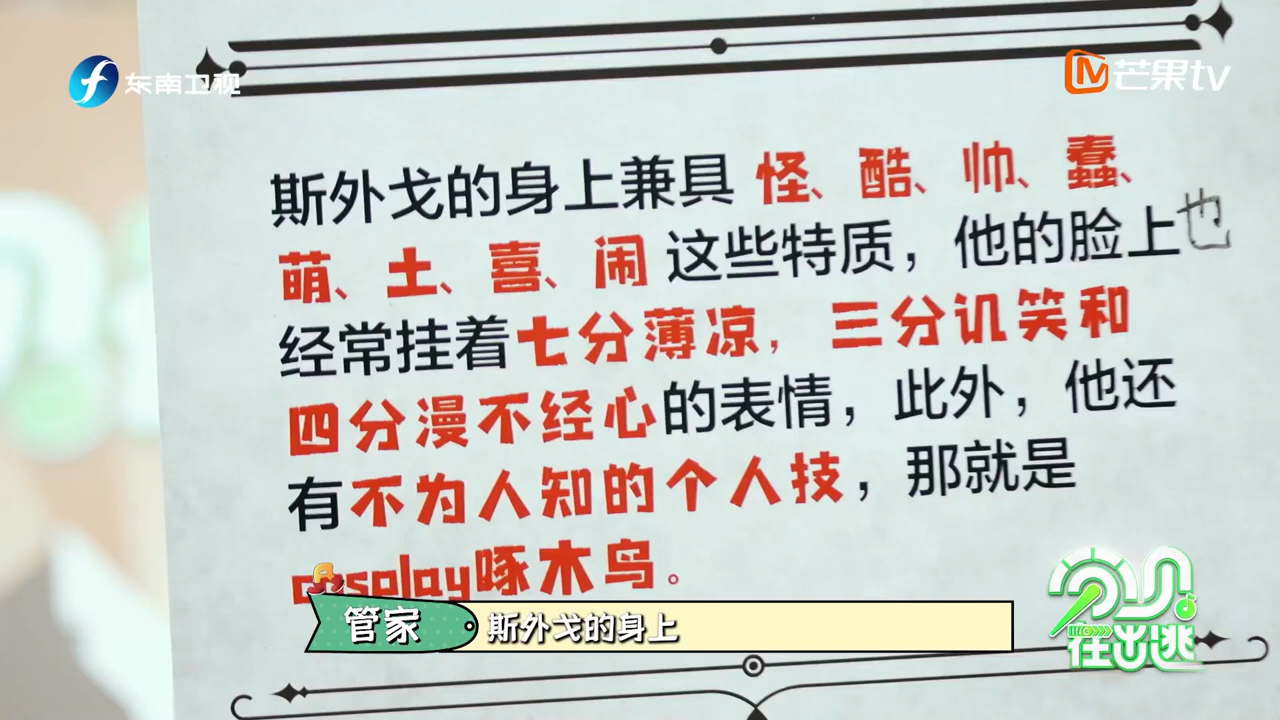 东南卫视
芒果tv
斯外戈的身上兼具 怪、酷、帅、蠢、
萌、土、喜、闹 这些特质，他的脸上也
经常挂着七分薄凉，三分讥笑和
四分漫不经心的表情，此外，他还
有不为人知的个人技，那就是
cosplay啄木鸟。
管家 斯外戈的身上
在出逃